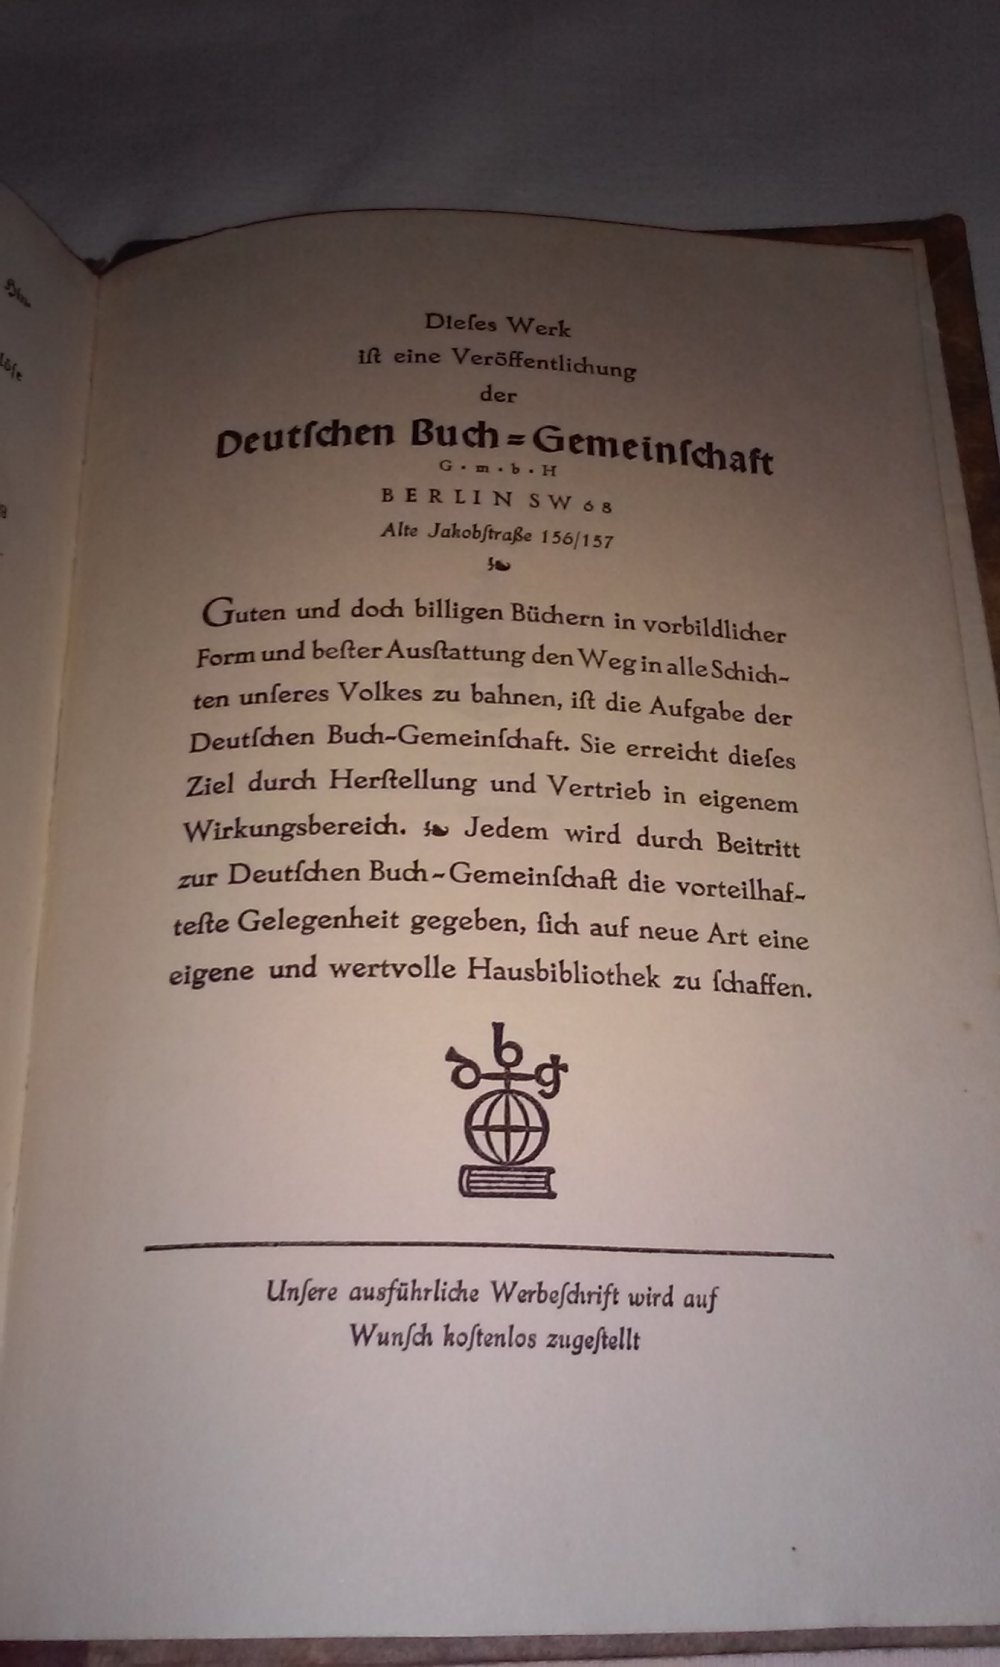 Dieſes Werk
iſt eine Veröffentlichung
der
Deutſchen Buch=Gemeinſchaft
G · m · b · H
BERLIN SW 68
Alte Jakobſtraße 156/157
Guten und doch billigen Büchern in vorbildlicher
Form und beſter Ausſtattung den Weg in alle Schich-
ten unſeres Volkes zu bahnen, iſt die Aufgabe der
Deutſchen Buch-Gemeinſchaft. Sie erreicht dieſes
Ziel durch Herſtellung und Vertrieb in eigenem
Wirkungsbereich. Jedem wird durch Beitritt
zur Deutſchen Buch-Gemeinſchaft die vorteilhaf-
teſte Gelegenheit gegeben, ſich auf neue Art eine
eigene und wertvolle Hausbibliothek zu ſchaffen.
dbg
Unſere ausführliche Werbeſchrift wird auf
Wunſch koſtenlos zugeſtellt